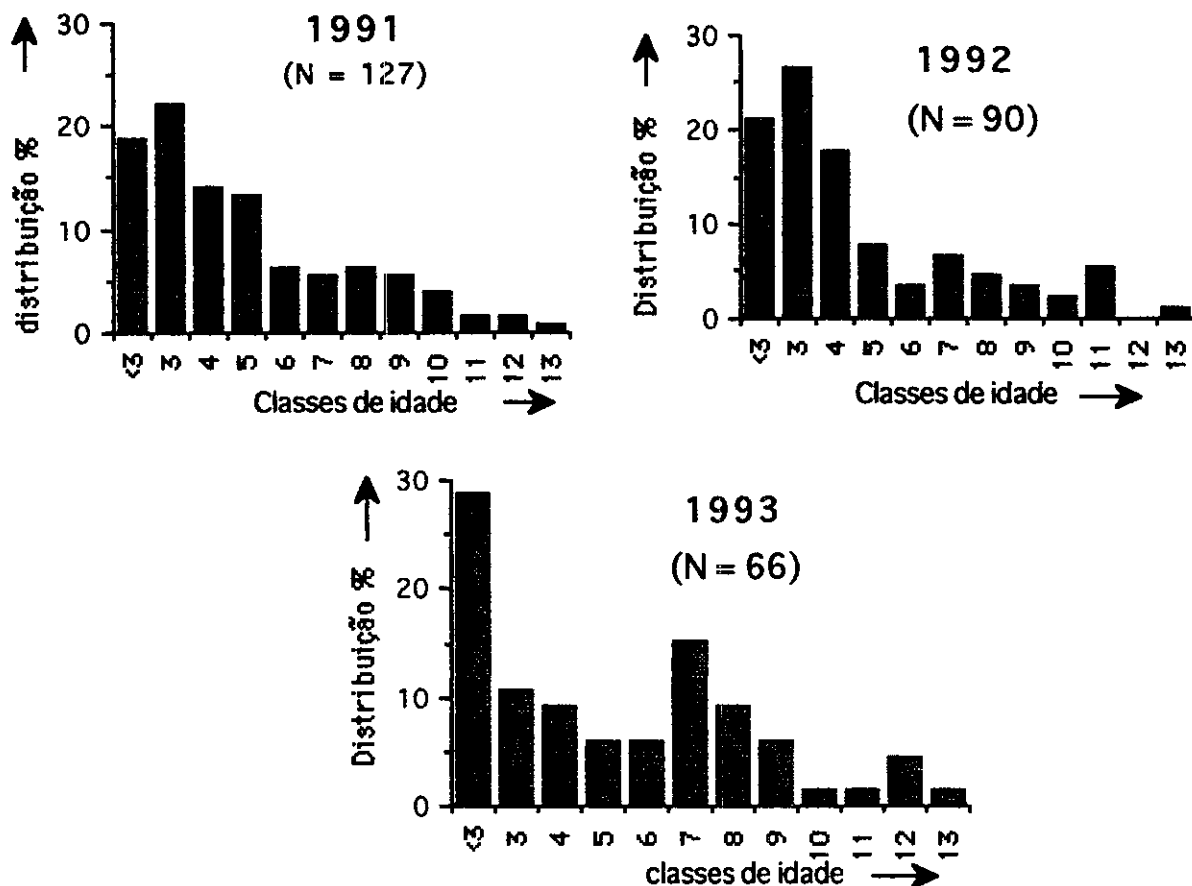 1991
(N = 127)
distribuição %
30
20
10
0
<3 3 4 5 6 7 8 9 10 11 12 13
Classes de idade
1992
(N = 90)
Distribuição %
30
20
10
0
<3 3 4 5 6 7 8 9 10 11 12 13
Classes de idade
1993
(N = 66)
Distribuição %
30
20
10
0
<3 3 4 5 6 7 8 9 10 11 12 13
classes de idade